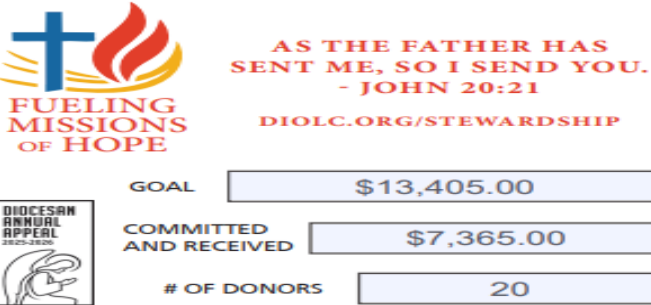 FUELING
MISSIONS
OF HOPE
AS THE FATHER HAS
SENT ME, SO I SEND YOU.
- JOHN 20:21
DIOLC.ORG/STEWARDSHIP
GOAL $13,405.00
DIOCESAN
ANNUAL
APPEAL
2025-2026
COMMITTED
AND RECEIVED $7,365.00
# OF DONORS 20